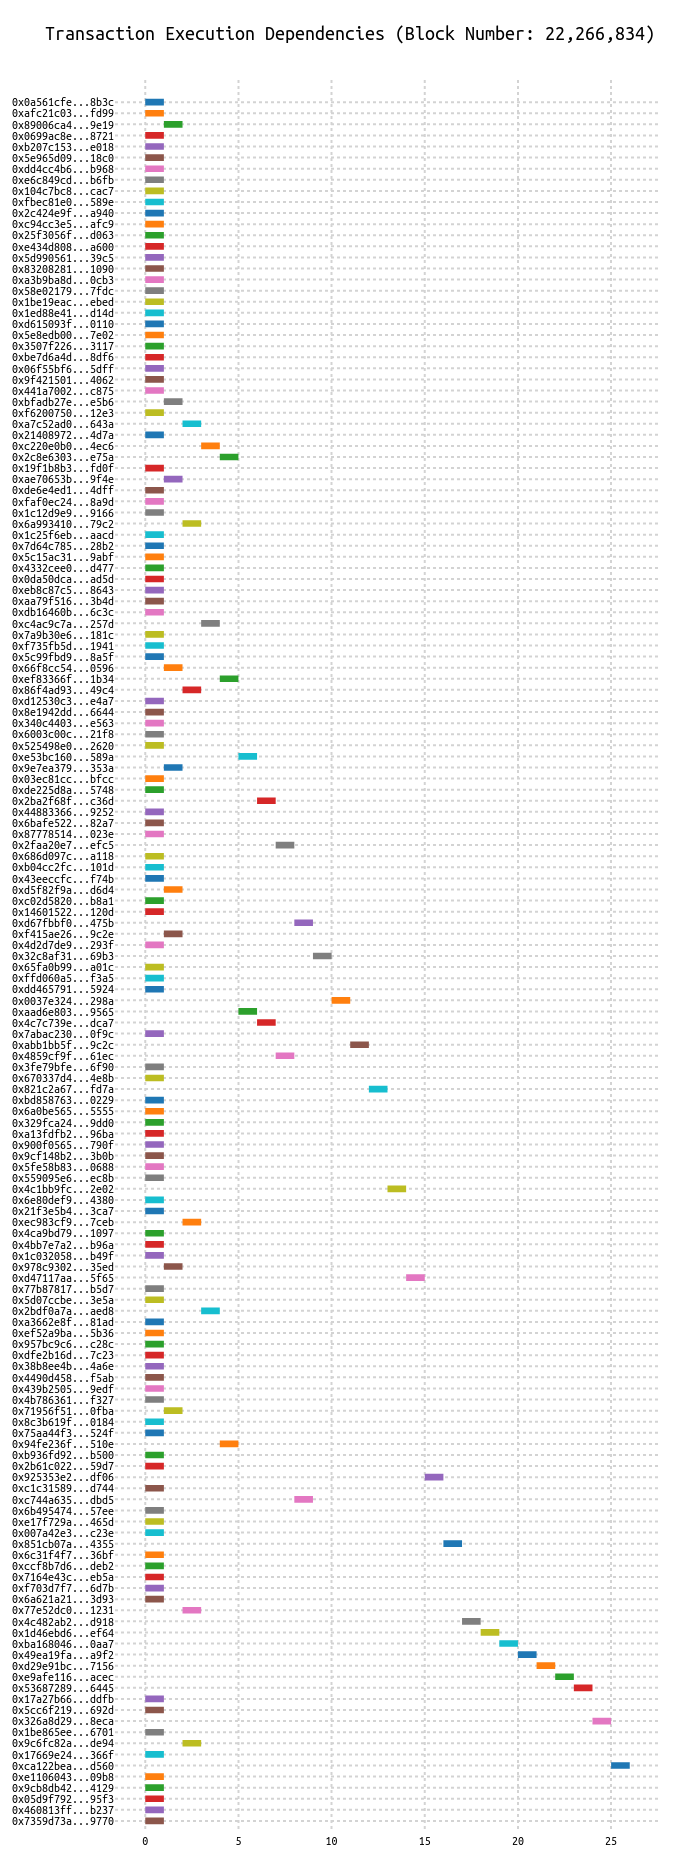 Transaction Execution Dependencies (Block Number: 22,266,834)
0x0a561cfe...8b3c
0xafc21c03...fd99
0x89006ca4...9e19
0x0699ac8e...8721
0xb207c153...e018
0x5e965d09...18c0
0xdd4cc4b6...b968
0xe6c849cd...b6fb
0x104c7bc8...cac7
0xfbec81e0...589e
0x2c424e9f...a940
0xc94cc3e5...afc9
0x25f3056f...d063
0xe434d808...a600
0x5d990561...39c5
0x83208281...1090
0xa3b9ba8d...0cb3
0x58e02179...7fdc
0x1be19eac...ebed
0x1ed88e41...d14d
0xd615093f...0110
0x5e8edb00...7e02
0x3507f226...3117
0xbe7d6a4d...8df6
0x06f55bf6...5dff
0x9f421501...4062
0x441a7002...c875
0xbfadb27e...e5b6
0xf6200750...12e3
0xa7c52ad0...643a
0x21408972...4d7a
0xc220e0b0...4ec6
0x2c8e6303...e75a
0x19f1b8b3...fd0f
0xae70653b...9f4e
0xde6e4ed1...4dff
0xfaf0ec24...8a9d
0x1c12d9e9...9166
0x6a993410...79c2
0x1c25f6eb...aacd
0x7d64c785...28b2
0x5c15ac31...9abf
0x4332cee0...d477
0x0da50dca...ad5d
0xeb8c87c5...8643
0xaa79f516...3b4d
0xdb16460b...6c3c
0xc4ac9c7a...257d
0x7a9b30e6...181c
0xf735fb5d...1941
0x5c99fbd9...8a5f
0x66f8cc54...0596
0xef83366f...1b34
0x86f4ad93...49c4
0xd12530c3...e4a7
0x8e1942dd...6644
0x340c4403...e563
0x6003c00c...21f8
0x525498e0...2620
0xe53bc160...589a
0x9e7ea379...353a
0x03ec81cc...bfcc
0xde225d8a...5748
0x2ba2f68f...c36d
0x44883366...9252
0x6bafe522...82a7
0x87778514...023e
0x2faa20e7...efc5
0x686d097c...a118
0xb04cc2fc...101d
0x43eeccfc...f74b
0xd5f82f9a...d6d4
0xc02d5820...b8a1
0x14601522...120d
0xd67fbbf0...475b
0xf415ae26...9c2e
0x4d2d7de9...293f
0x32c8af31...69b3
0x65fa0b99...a01c
0xffd060a5...f3a5
0xdd465791...5924
0x0037e324...298a
0xaad6e803...9565
0x4c7c739e...dca7
0x7abac230...0f9c
0xabb1bb5f...9c2c
0x4859cf9f...61ec
0x3fe79bfe...6f90
0x670337d4...4e8b
0x821c2a67...fd7a
0xbd858763...0229
0x6a0be565...5555
0x329fca24...9dd0
0xa13fdfb2...96ba
0x900f0565...790f
0x9cf148b2...3b0b
0x5fe58b83...0688
0x559095e6...ec8b
0x4c1bb9fc...2e02
0x6e80def9...4380
0x21f3e5b4...3ca7
0xec983cf9...7ceb
0x4ca9bd79...1097
0x4bb7e7a2...b96a
0x1c032058...b49f
0x978c9302...35ed
0xd47117aa...5f65
0x77b87817...b5d7
0x5d07ccbe...3e5a
0x2bdf0a7a...aed8
0xa3662e8f...81ad
0xef52a9ba...5b36
0x957bc9c6...c28c
0xdfe2b16d...7c23
0x38b8ee4b...4a6e
0x4490d458...f5ab
0x439b2505...9edf
0x4b786361...f327
0x71956f51...0fba
0x8c3b619f...0184
0x75aa44f3...524f
0x94fe236f...510e
0xb936fd92...b500
0x2b61c022...59d7
0x925353e2...df06
0xc1c31589...d744
0xc744a635...dbd5
0x6b495474...57ee
0xe17f729a...465d
0x007a42e3...c23e
0x851cb07a...4355
0x6c31f4f7...36bf
0xccf8b7d6...deb2
0x7164e43c...eb5a
0xf703d7f7...6d7b
0x6a621a21...3d93
0x77e52dc0...1231
0x4c482ab2...d918
0x1d46ebd6...ef64
0xba168046...0aa7
0x49ea19fa...a9f2
0xd29e91bc...7156
0xe9afe116...acec
0x53687289...6445
0x17a27b66...ddfb
0x5cc6f219...692d
0x326a8d29...8eca
0x1be865ee...6701
0x9c6fc82a...de94
0x17669e24...366f
0xca122bea...d560
0xe1106043...09b8
0x9cb8db42...4129
0x05d9f792...95f3
0x460813ff...b237
0x7359d73a...9770
0 5 10 15 20 25